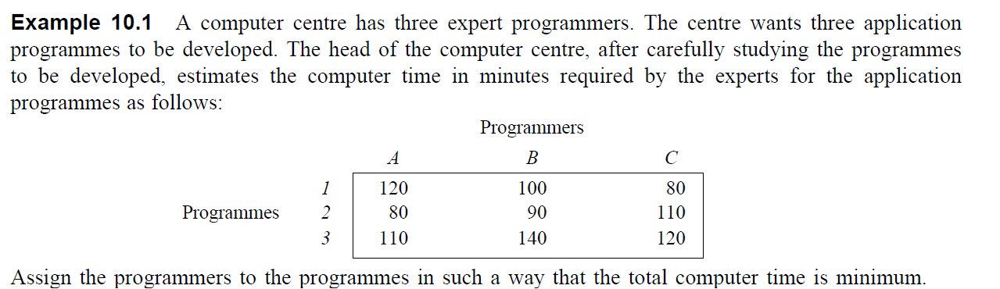 Example 10.1 A computer centre has three expert programmers. The centre wants three application
programmes to be developed. The head of the computer centre, after carefully studying the programmes
to be developed, estimates the computer time in minutes required by the experts for the application
programmes as follows:
Programmers
A B C
1 120 100 80
Programmes 2 80 90 110
3 110 140 120
Assign the programmers to the programmes in such a way that the total computer time is minimum.